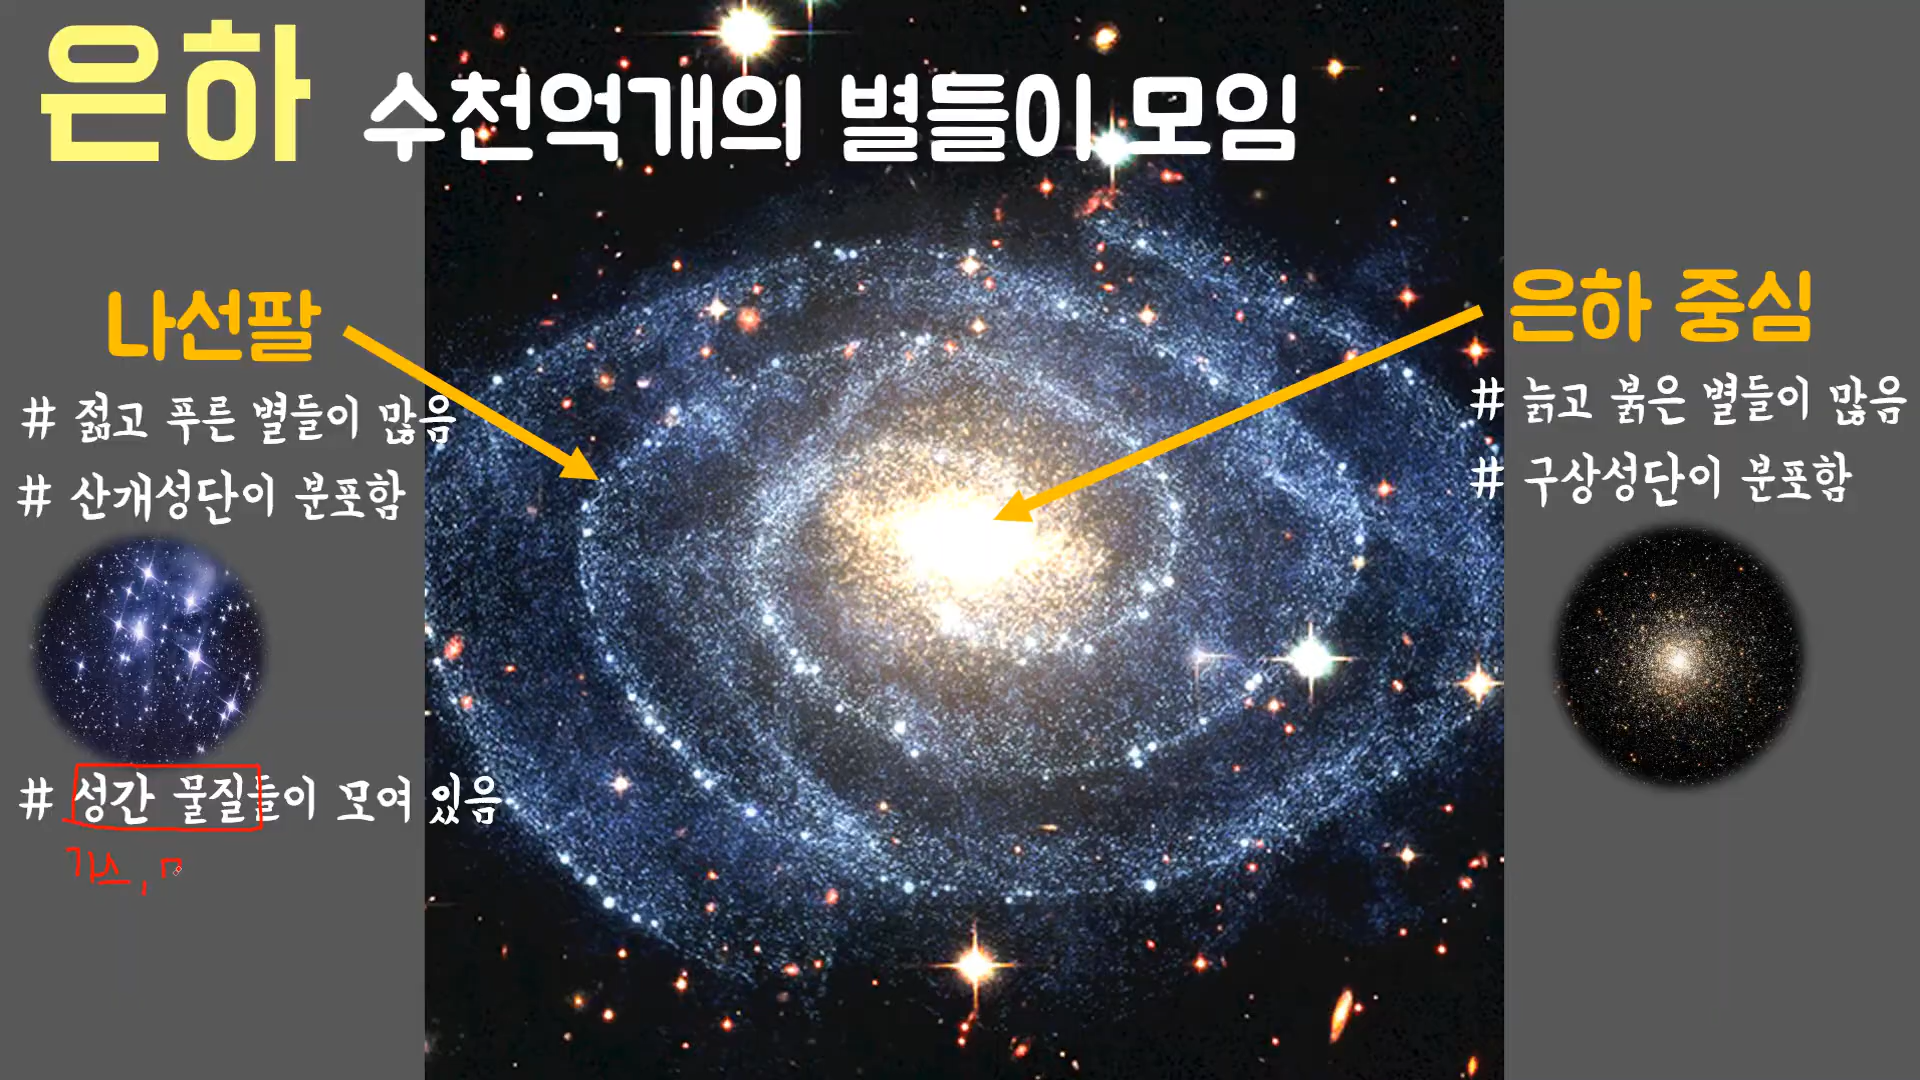 은하 수천억개의 별들이 모임
나선팔
# 젊고 푸른 별들이 많음
# 산개성단이 분포함
# 성간 물질들이 모여 있음
가스,
은하 중심
# 늙고 붉은 별들이 많음
# 구상성단이 분포함